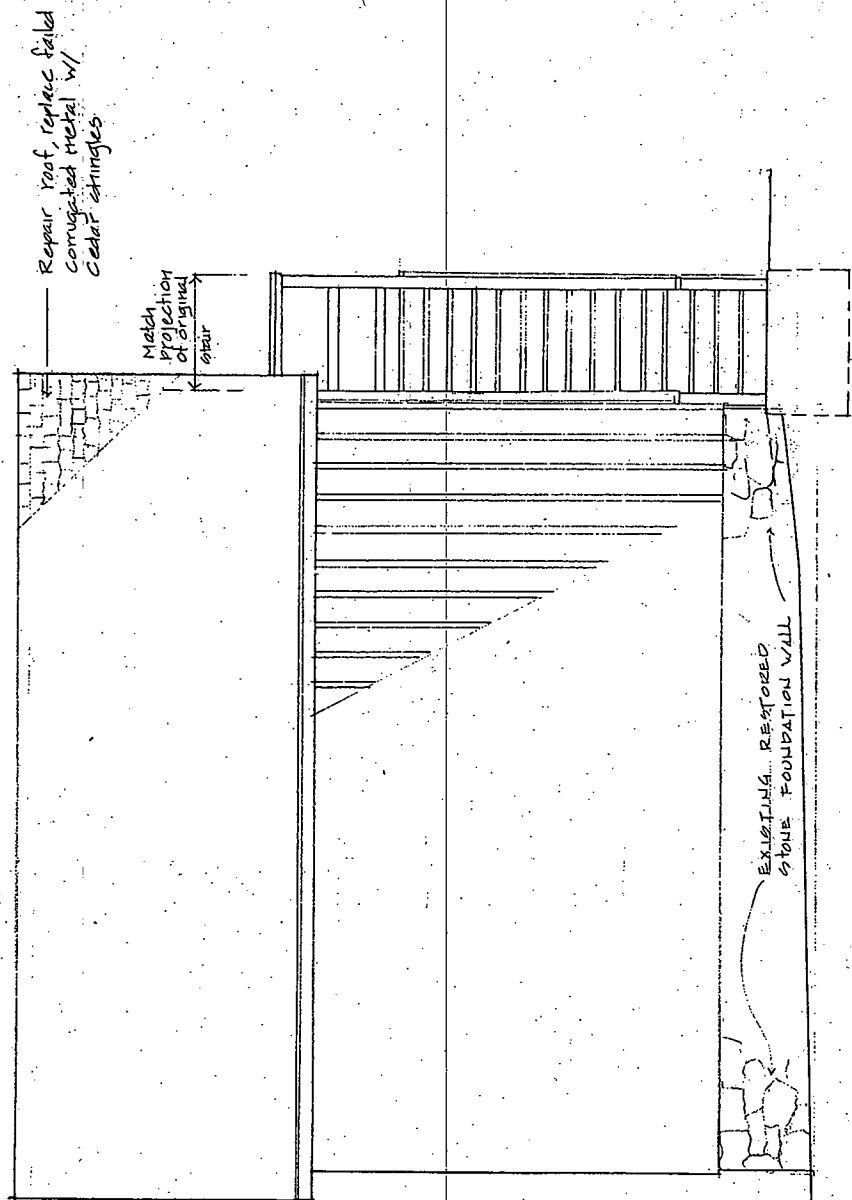 Repair roof, replace failed
corrugated metal w/
Cedar shingles
Match
projection
of original
stair
EXISTING RESTORED
STONE FOUNDATION WALL